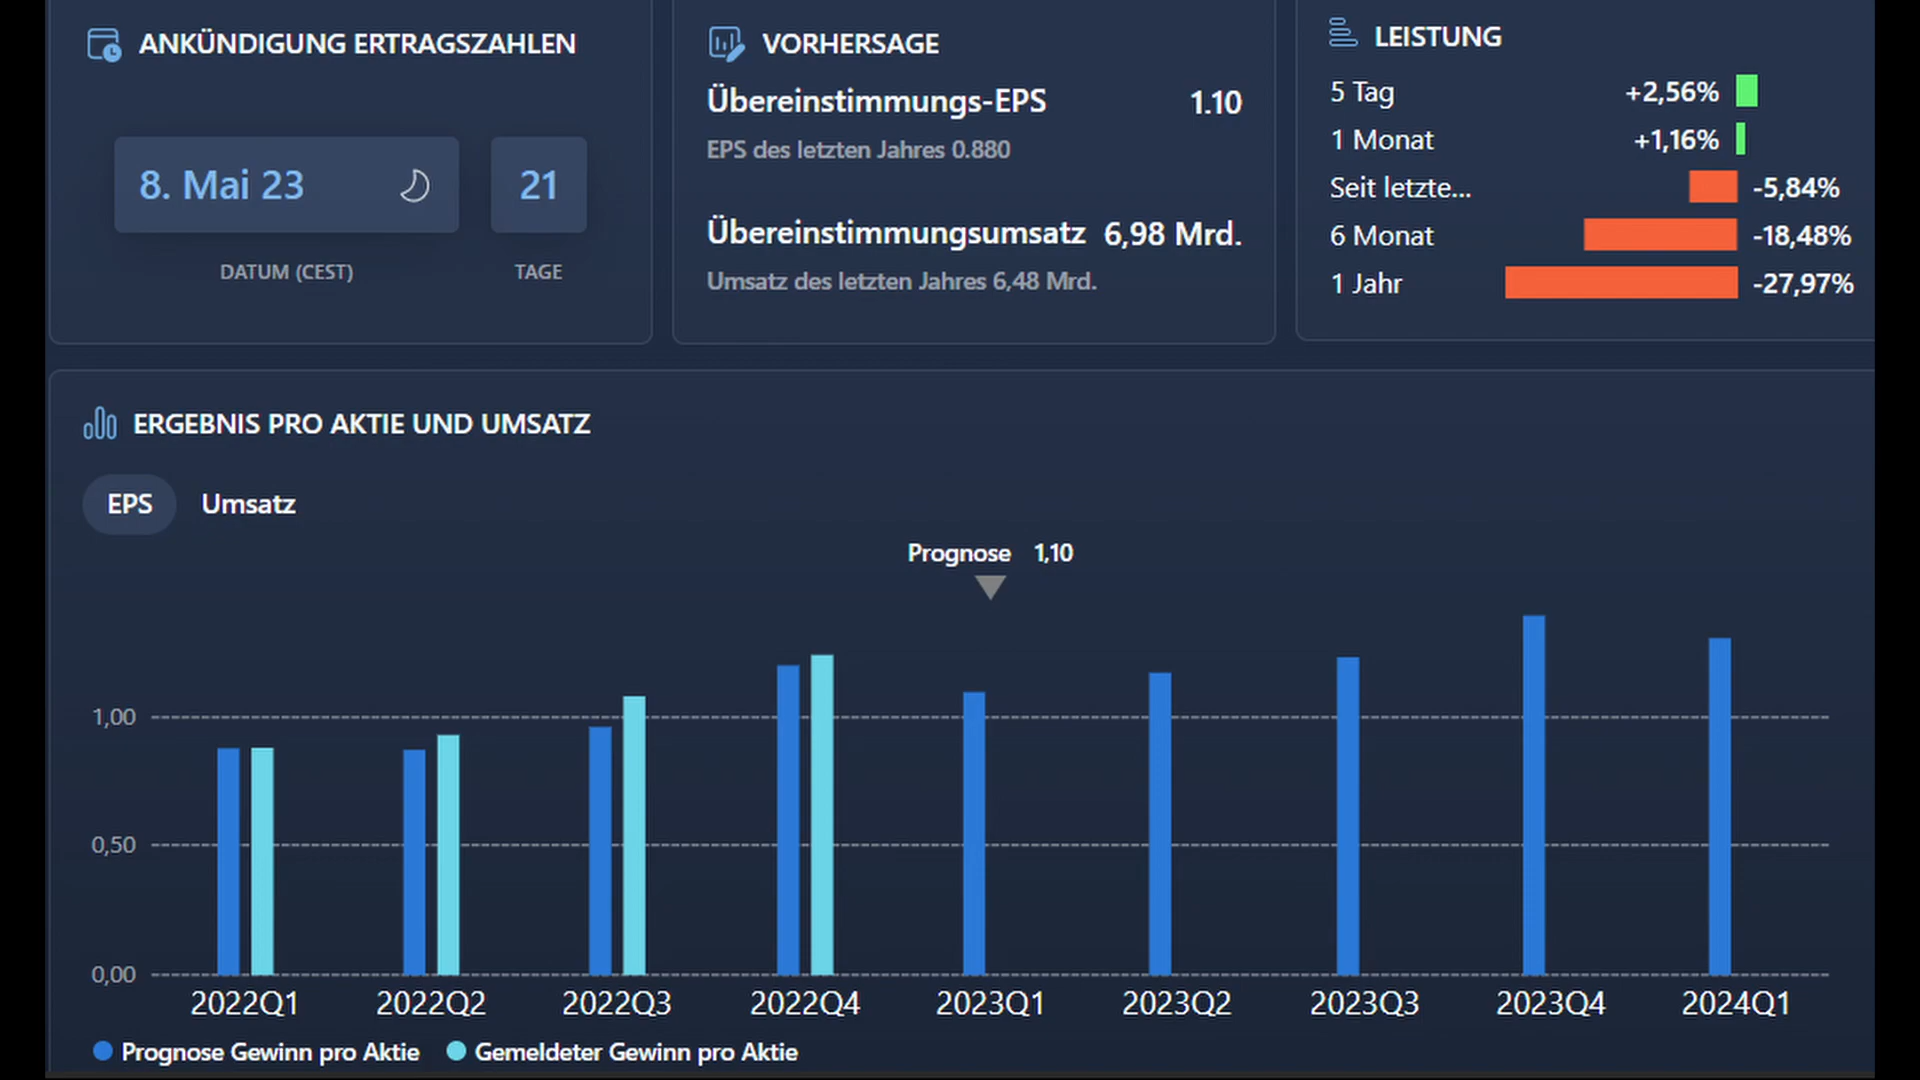 ANKÜNDIGUNG ERTRAGSZAHLEN
8. Mai 23
21
DATUM (CEST)
TAGE
VORHERSAGE
Übereinstimmungs-EPS 1.10
EPS des letzten Jahres 0.880
Übereinstimmungsumsatz 6,98 Mrd.
Umsatz des letzten Jahres 6,48 Mrd.
LEISTUNG
5 Tag +2,56%
1 Monat +1,16%
Seit letzte... -5,84%
6 Monat -18,48%
1 Jahr -27,97%
ERGEBNIS PRO AKTIE UND UMSATZ
EPS Umsatz
Prognose 1,10
1,00
0,50
0,00
2022Q1 2022Q2 2022Q3 2022Q4 2023Q1 2023Q2 2023Q3 2023Q4 2024Q1
Prognose Gewinn pro Aktie Gemeldeter Gewinn pro Aktie